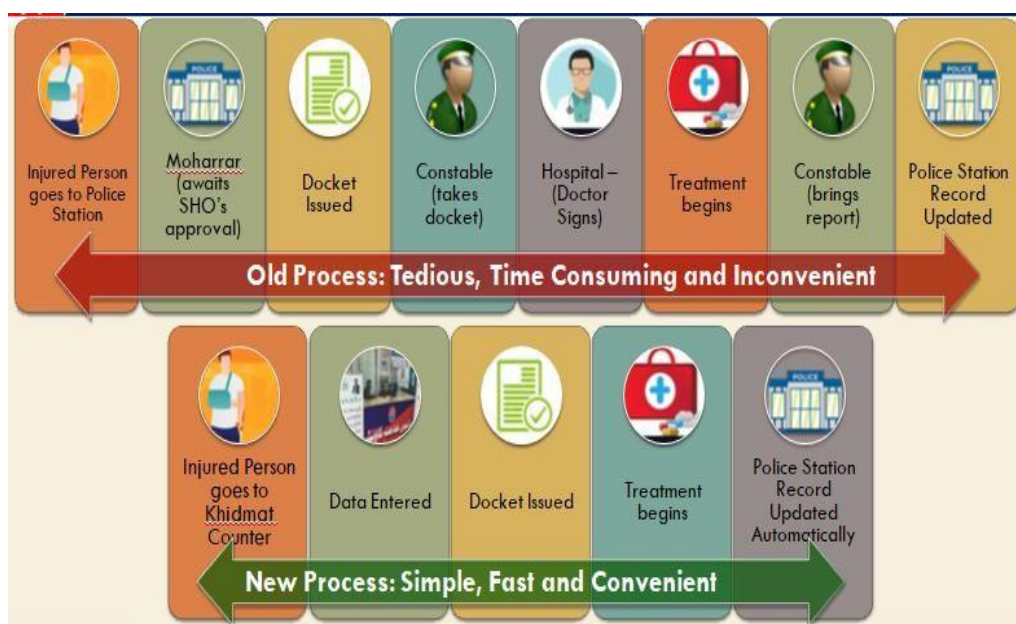 POLICE
POLICE
Injured Person
goes to Police
Station
Moharrar
(awaits
SHO's
approval)
Docket
Issued
Constable
(takes
docket)
Hospital –
(Doctor
Signs)
Treatment
begins
Constable
(brings
report)
Police Station
Record
Updated
Old Process: Tedious, Time Consuming and Inconvenient
POLICE
Injured Person
goes to
Khidmat
Counter
Data Entered
Docket Issued
Treatment
begins
Police Station
Record
Updated
Automatically
New Process: Simple, Fast and Convenient